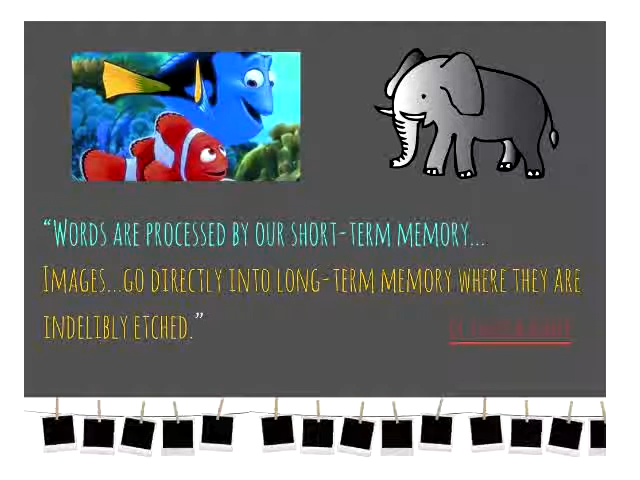 “Words are processed by our short-term memory...
Images...go directly into long-term memory where they are
indelibly etched.”